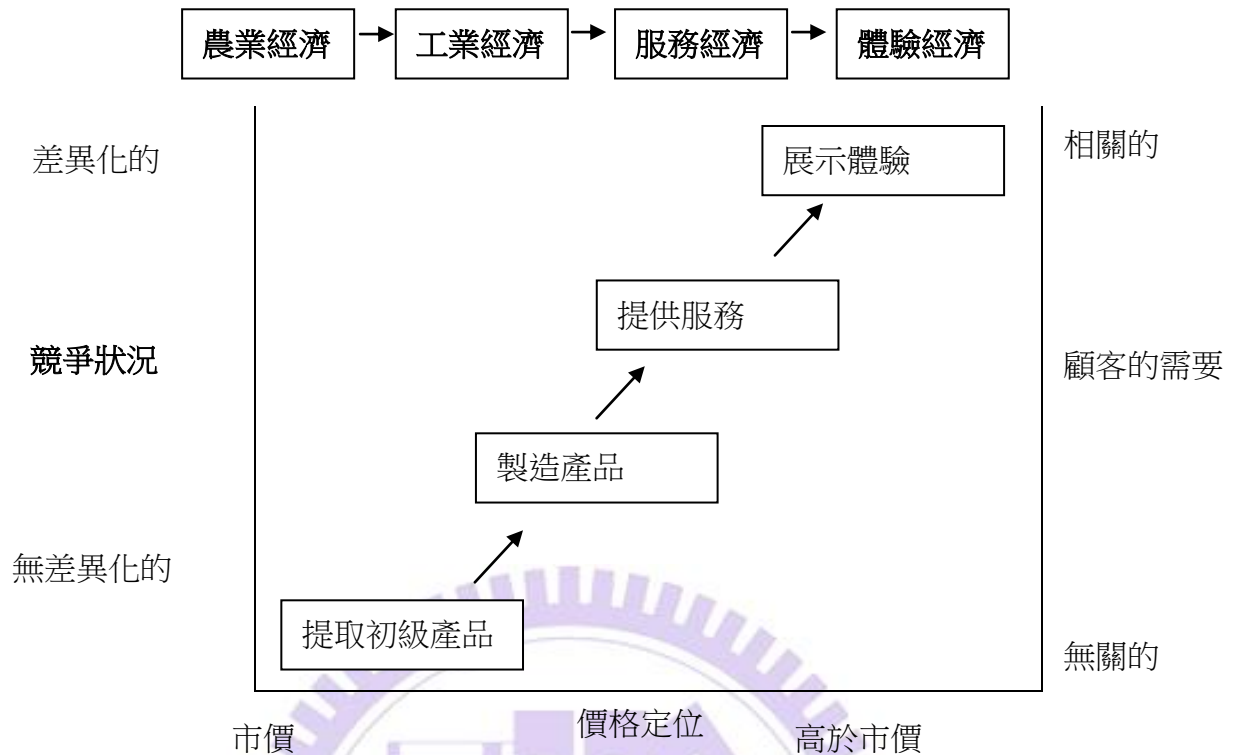 農業經濟 工業經濟 服務經濟 體驗經濟
差異化的
展示體驗
相關的
提供服務
競爭狀況
顧客的需要
製造產品
無差異化的
提取初級產品
無關的
市價
價格定位
高於市價